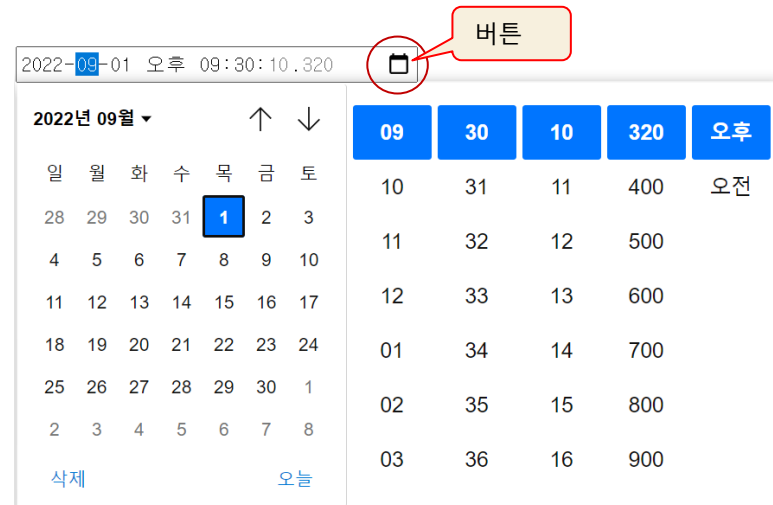 버튼
2022-09-01 오후 09:30:10.320
2022년 09월
일 월 화 수 목 금 토
28 29 30 31 1 2 3
4 5 6 7 8 9 10
11 12 13 14 15 16 17
18 19 20 21 22 23 24
25 26 27 28 29 30 1
2 3 4 5 6 7 8
삭제 오늘
09 30 10 320 오후
10 31 11 400 오전
11 32 12 500
12 33 13 600
01 34 14 700
02 35 15 800
03 36 16 900